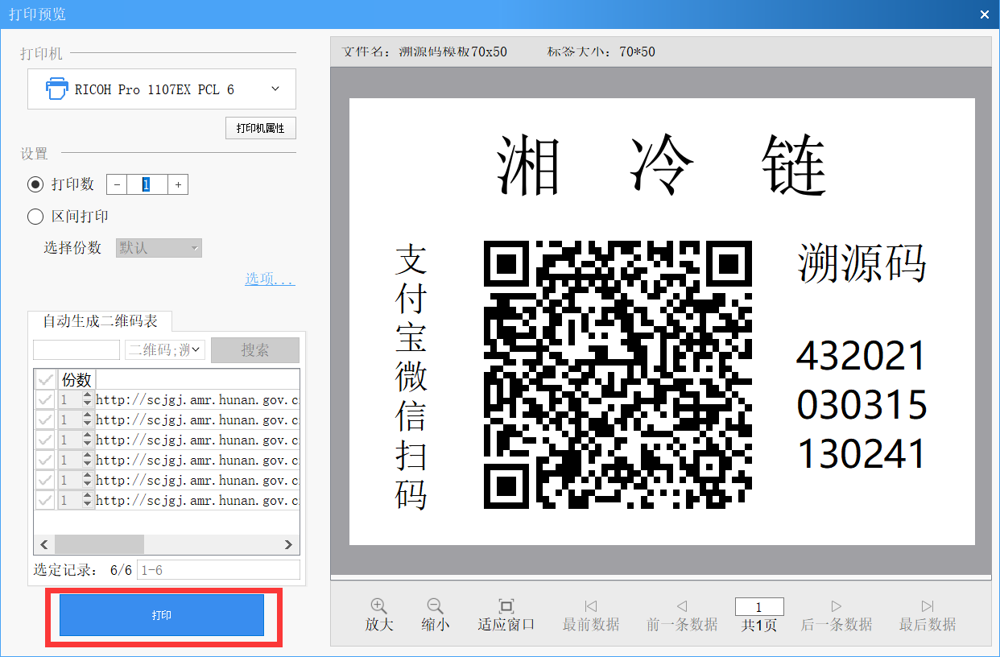 打印预览
打印机
RICOH Pro 1107EX PCL 6
打印机属性
设置
打印数 - 1 +
区间打印
选择份数 默认
选项...
自动生成二维码表
二维码;溯 搜索
份数
1 http://scjgj.amr.hunan.gov.c
1 http://scjgj.amr.hunan.gov.c
1 http://scjgj.amr.hunan.gov.c
1 http://scjgj.amr.hunan.gov.c
1 http://scjgj.amr.hunan.gov.c
1 http://scjgj.amr.hunan.gov.c
选定记录: 6/6 1-6
打印
文件名: 溯源码模板70x50 标签大小: 70*50
湘 冷 链
支付宝微信扫码
溯源码
432021
030315
130241
放大 缩小 适应窗口 最前数据 前一条数据 1 共1页 后一条数据 最后数据